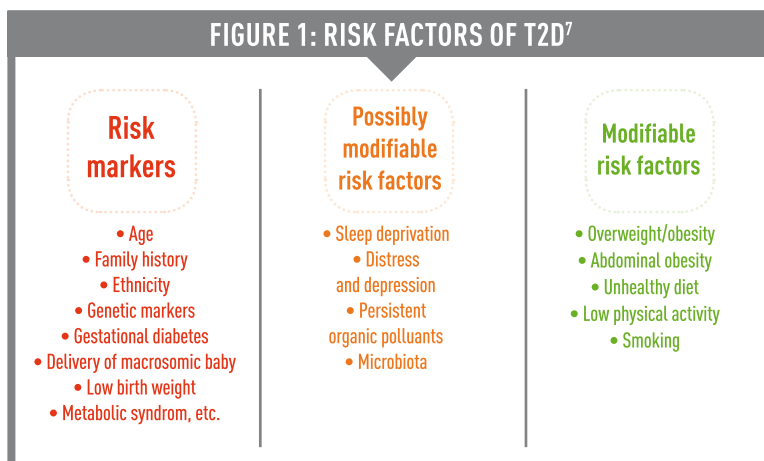 FIGURE 1: RISK FACTORS OF T2D7
Risk
markers
• Age
• Family history
• Ethnicity
• Genetic markers
• Gestational diabetes
• Delivery of macrosomic baby
• Low birth weight
• Metabolic syndrom, etc.
Possibly
modifiable
risk factors
• Sleep deprivation
• Distress
and depression
• Persistent
organic polluants
• Microbiota
Modifiable
risk factors
• Overweight/obesity
• Abdominal obesity
• Unhealthy diet
• Low physical activity
• Smoking